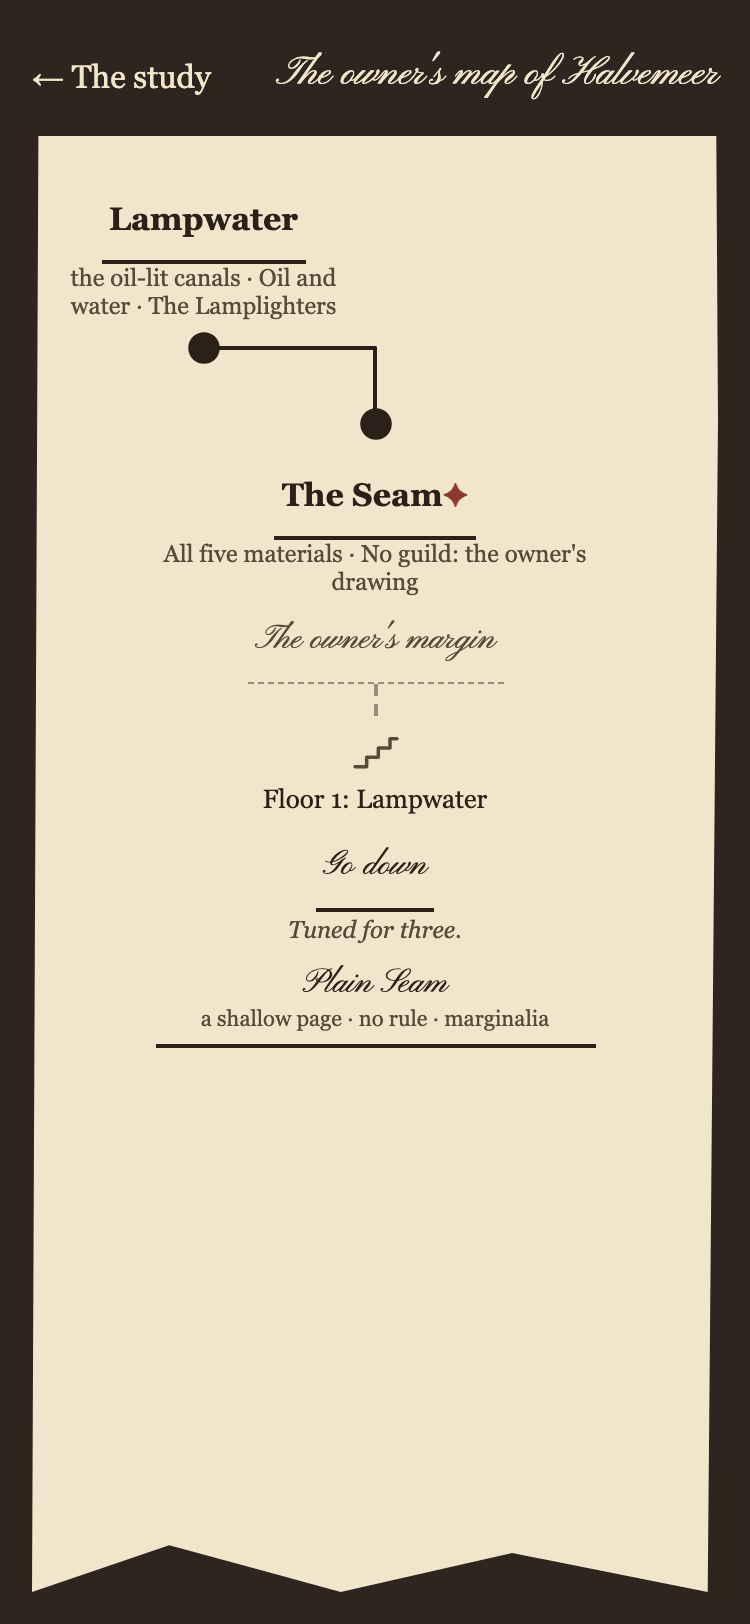 ← The study
The owner's map of Halvemeer
Lampwater
the oil-lit canals · Oil and
water · The Lamplighters
The Seam✦
All five materials · No guild: the owner's
drawing
The owner's margin
Floor 1: Lampwater
Go down
Tuned for three.
Plain Seam
a shallow page · no rule · marginalia